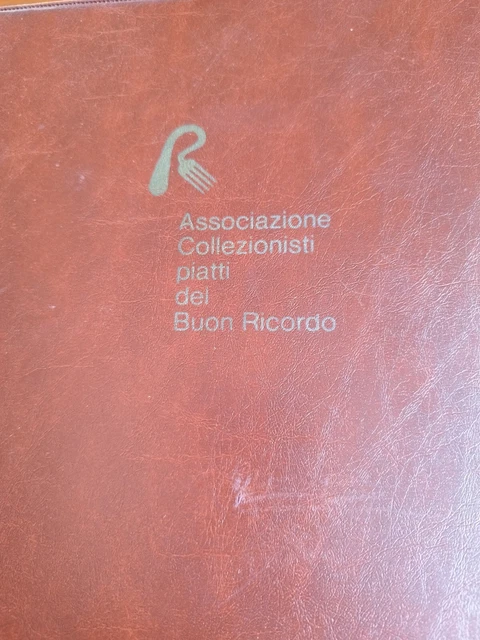 Associazione
Collezionisti
piatti
del
Buon Ricordo